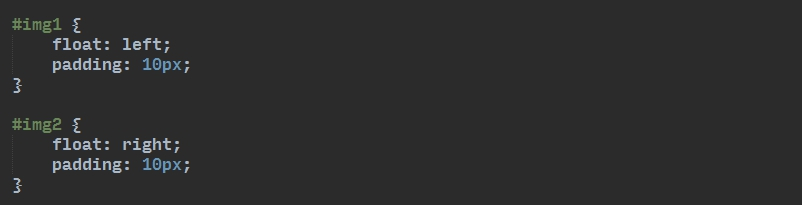 #img1 {
    float: left;
    padding: 10px;
}

#img2 {
    float: right;
    padding: 10px;
}